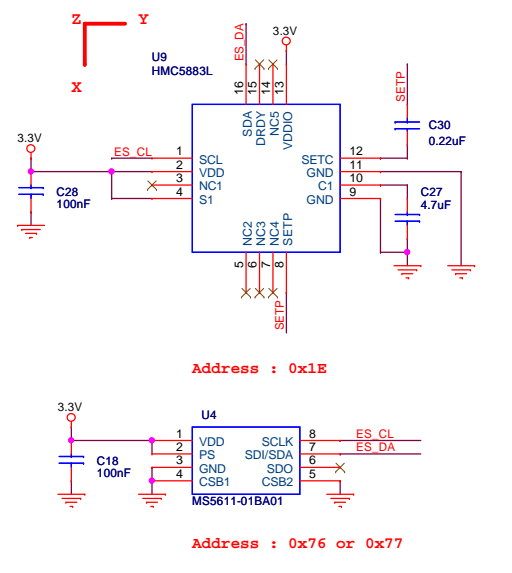 Z Y
X
U9
HMC5883L
ES_DA
3.3V
SETP
16 15 14 13
SDA DRDY NC5 VDDIO
C30
0.22uF
3.3V
ES_CL
1 SCL SETC 12
2 VDD GND 11
3 NC1 C1 10
4 S1 GND 9
C28
100nF
C27
4.7uF
NC2 NC3 NC4 SETP
5 6 7 8
SETP
Address : 0x1E
3.3V
U4
1 VDD SCLK 8 ES_CL
2 PS SDI/SDA 7 ES_DA
3 GND SDO 6
4 CSB1 CSB2 5
C18
100nF
MS5611-01BA01
Address : 0x76 or 0x77